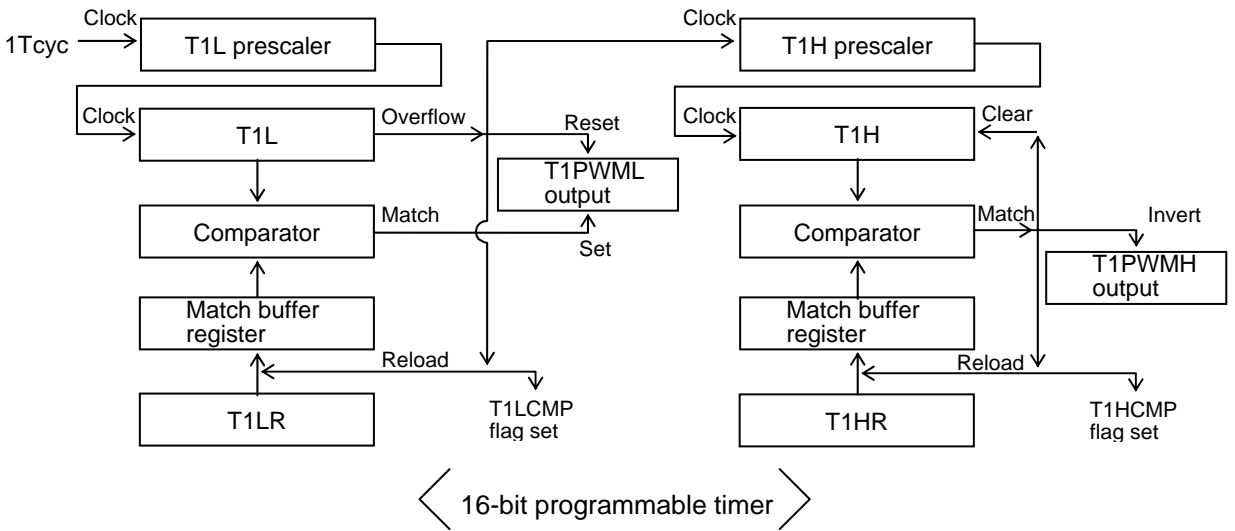 Clock
1Tcyc
T1L prescaler
Clock
T1H prescaler
Clock
T1L
Overflow
Reset
T1PWML
output
Clock
T1H
Clear
Comparator
Match
Set
Comparator
Match
Invert
T1PWMH
output
Match buffer
register
Match buffer
register
Reload
T1LR
T1LCMP
flag set
Reload
T1HR
T1HCMP
flag set
16-bit programmable timer